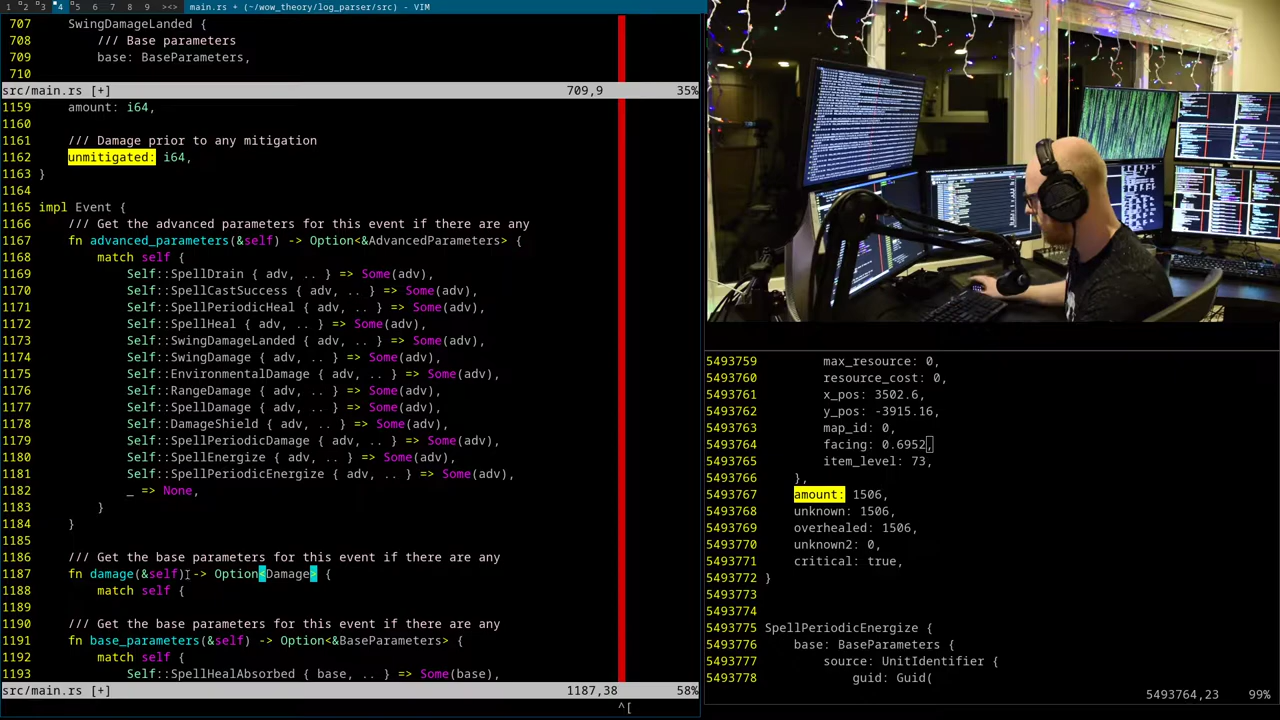 1 2 3 4 5 6 7 8 9 ><> main.rs + (~/wow_theory/log_parser/src) - VIM
707 SwingDamageLanded {
708 /// Base parameters
709 base: BaseParameters,
710
src/main.rs [+] 709,9 35%
1159 amount: i64,
1160
1161 /// Damage prior to any mitigation
1162 unmitigated: i64,
1163 }
1164
1165 impl Event {
1166 /// Get the advanced parameters for this event if there are any
1167 fn advanced_parameters(&self) -> Option<&AdvancedParameters> {
1168 match self {
1169 Self::SpellDrain { adv, .. } => Some(adv),
1170 Self::SpellCastSuccess { adv, .. } => Some(adv),
1171 Self::SpellPeriodicHeal { adv, .. } => Some(adv),
1172 Self::SpellHeal { adv, .. } => Some(adv),
1173 Self::SwingDamageLanded { adv, .. } => Some(adv),
1174 Self::SwingDamage { adv, .. } => Some(adv),
1175 Self::EnvironmentalDamage { adv, .. } => Some(adv),
1176 Self::RangeDamage { adv, .. } => Some(adv),
1177 Self::SpellDamage { adv, .. } => Some(adv),
1178 Self::DamageShield { adv, .. } => Some(adv),
1179 Self::SpellPeriodicDamage { adv, .. } => Some(adv),
1180 Self::SpellEnergize { adv, .. } => Some(adv),
1181 Self::SpellPeriodicEnergize { adv, .. } => Some(adv),
1182 _ => None,
1183 }
1184 }
1185
1186 /// Get the base parameters for this event if there are any
1187 fn damage(&self) -> Option<Damage> {
1188 match self {
1189
1190 /// Get the base parameters for this event if there are any
1191 fn base_parameters(&self) -> Option<&BaseParameters> {
1192 match self {
1193 Self::SpellHealAbsorbed { base, .. } => Some(base),
src/main.rs [+] 1187,38 58%
^[
5493759 max_resource: 0,
5493760 resource_cost: 0,
5493761 x_pos: 3502.6,
5493762 y_pos: -3915.16,
5493763 map_id: 0,
5493764 facing: 0.6952,
5493765 item_level: 73,
5493766 },
5493767 amount: 1506,
5493768 unknown: 1506,
5493769 overhealed: 1506,
5493770 unknown2: 0,
5493771 critical: true,
5493772 }
5493773
5493774
5493775 SpellPeriodicEnergize {
5493776 base: BaseParameters {
5493777 source: UnitIdentifier {
5493778 guid: Guid(
5493764,23 99%